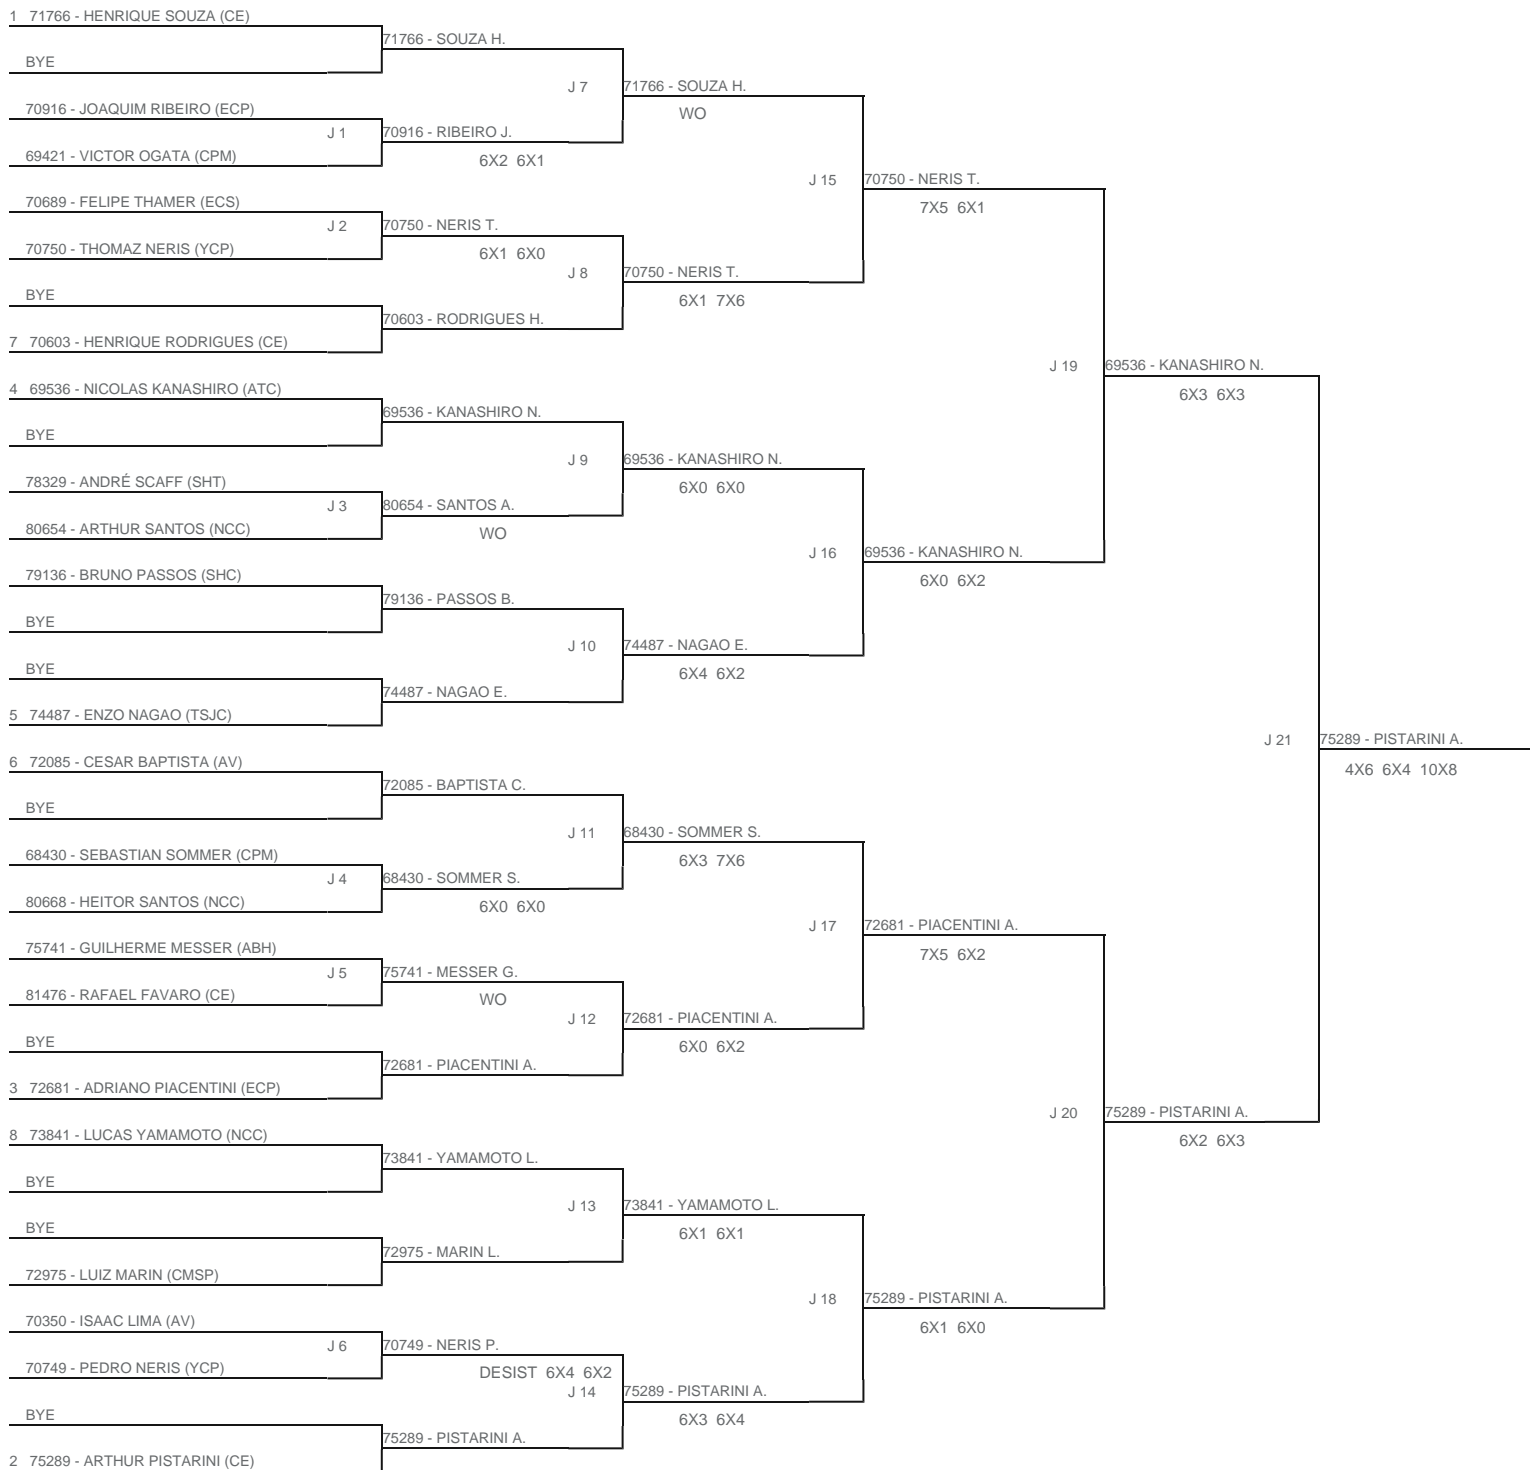 1 71766 - HENRIQUE SOUZA (CE)
71766 - SOUZA H.
BYE
J 7
71766 - SOUZA H.
WO
70916 - JOAQUIM RIBEIRO (ECP)
J 1
70916 - RIBEIRO J.
6X2 6X1
69421 - VICTOR OGATA (CPM)
J 15
70750 - NERIS T.
7X5 6X1
70689 - FELIPE THAMER (ECS)
J 2
70750 - NERIS T.
6X1 6X0
70750 - THOMAZ NERIS (YCP)
J 8
70750 - NERIS T.
6X1 7X6
BYE
70603 - RODRIGUES H.
7 70603 - HENRIQUE RODRIGUES (CE)
J 19
69536 - KANASHIRO N.
6X3 6X3
4 69536 - NICOLAS KANASHIRO (ATC)
69536 - KANASHIRO N.
BYE
J 9
69536 - KANASHIRO N.
6X0 6X0
78329 - ANDRÉ SCAFF (SHT)
J 3
80654 - SANTOS A.
WO
80654 - ARTHUR SANTOS (NCC)
J 16
69536 - KANASHIRO N.
6X0 6X2
79136 - BRUNO PASSOS (SHC)
79136 - PASSOS B.
BYE
J 10
74487 - NAGAO E.
6X4 6X2
BYE
74487 - NAGAO E.
5 74487 - ENZO NAGAO (TSJC)
J 21
75289 - PISTARINI A.
4X6 6X4 10X8
6 72085 - CESAR BAPTISTA (AV)
72085 - BAPTISTA C.
BYE
J 11
68430 - SOMMER S.
6X3 7X6
68430 - SEBASTIAN SOMMER (CPM)
J 4
68430 - SOMMER S.
6X0 6X0
80668 - HEITOR SANTOS (NCC)
J 17
72681 - PIACENTINI A.
7X5 6X2
75741 - GUILHERME MESSER (ABH)
J 5
75741 - MESSER G.
WO
81476 - RAFAEL FAVARO (CE)
J 12
72681 - PIACENTINI A.
6X0 6X2
BYE
72681 - PIACENTINI A.
3 72681 - ADRIANO PIACENTINI (ECP)
J 20
75289 - PISTARINI A.
6X2 6X3
8 73841 - LUCAS YAMAMOTO (NCC)
73841 - YAMAMOTO L.
BYE
J 13
73841 - YAMAMOTO L.
6X1 6X1
BYE
72975 - MARIN L.
72975 - LUIZ MARIN (CMSP)
J 18
75289 - PISTARINI A.
6X1 6X0
70350 - ISAAC LIMA (AV)
J 6
70749 - NERIS P.
DESIST 6X4 6X2
70749 - PEDRO NERIS (YCP)
J 14
75289 - PISTARINI A.
6X3 6X4
BYE
75289 - PISTARINI A.
2 75289 - ARTHUR PISTARINI (CE)